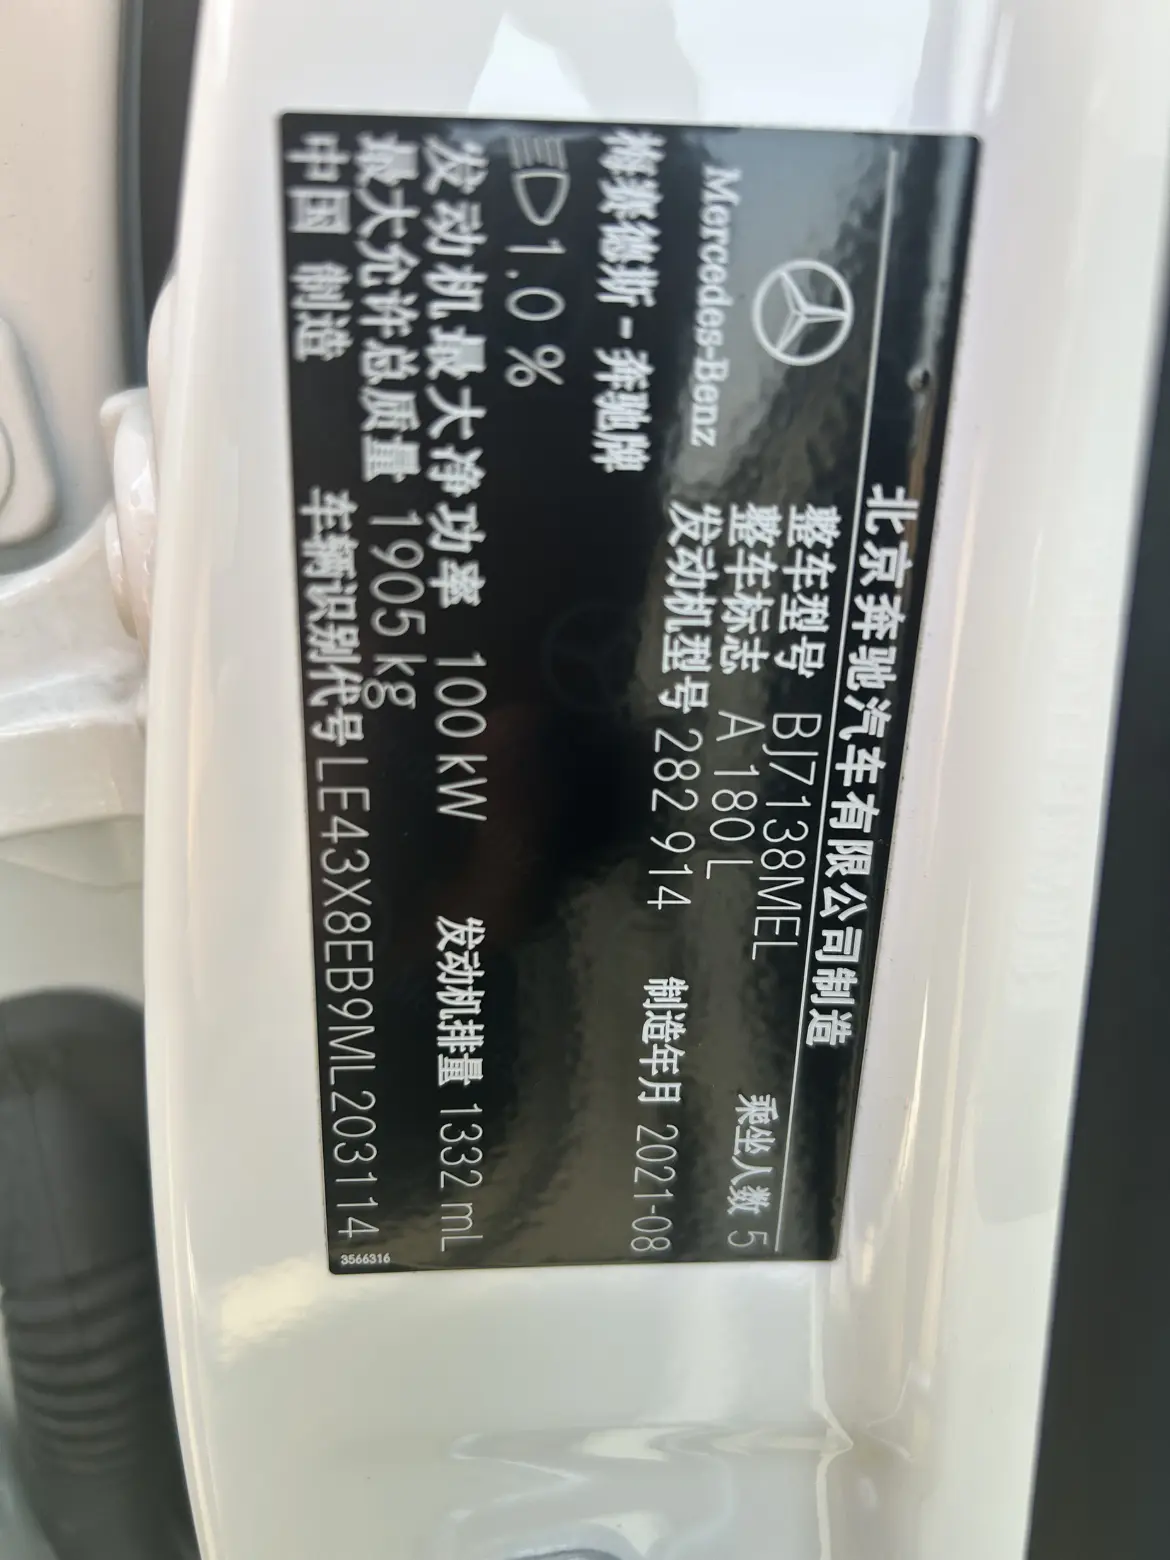 北京奔驰汽车有限公司制造
Mercedes-Benz
整车型号 BJ7138MEL
整车标志 A 180 L 乘坐人数 5
发动机型号 282 914 制造年月 2021-08
梅赛德斯-奔驰牌
1.0 %
发动机最大净功率 100 kW 发动机排量 1332 mL
最大允许总质量 1905 kg
中国 制造 车辆识别代号 LE43X8EB9ML203114
3566316